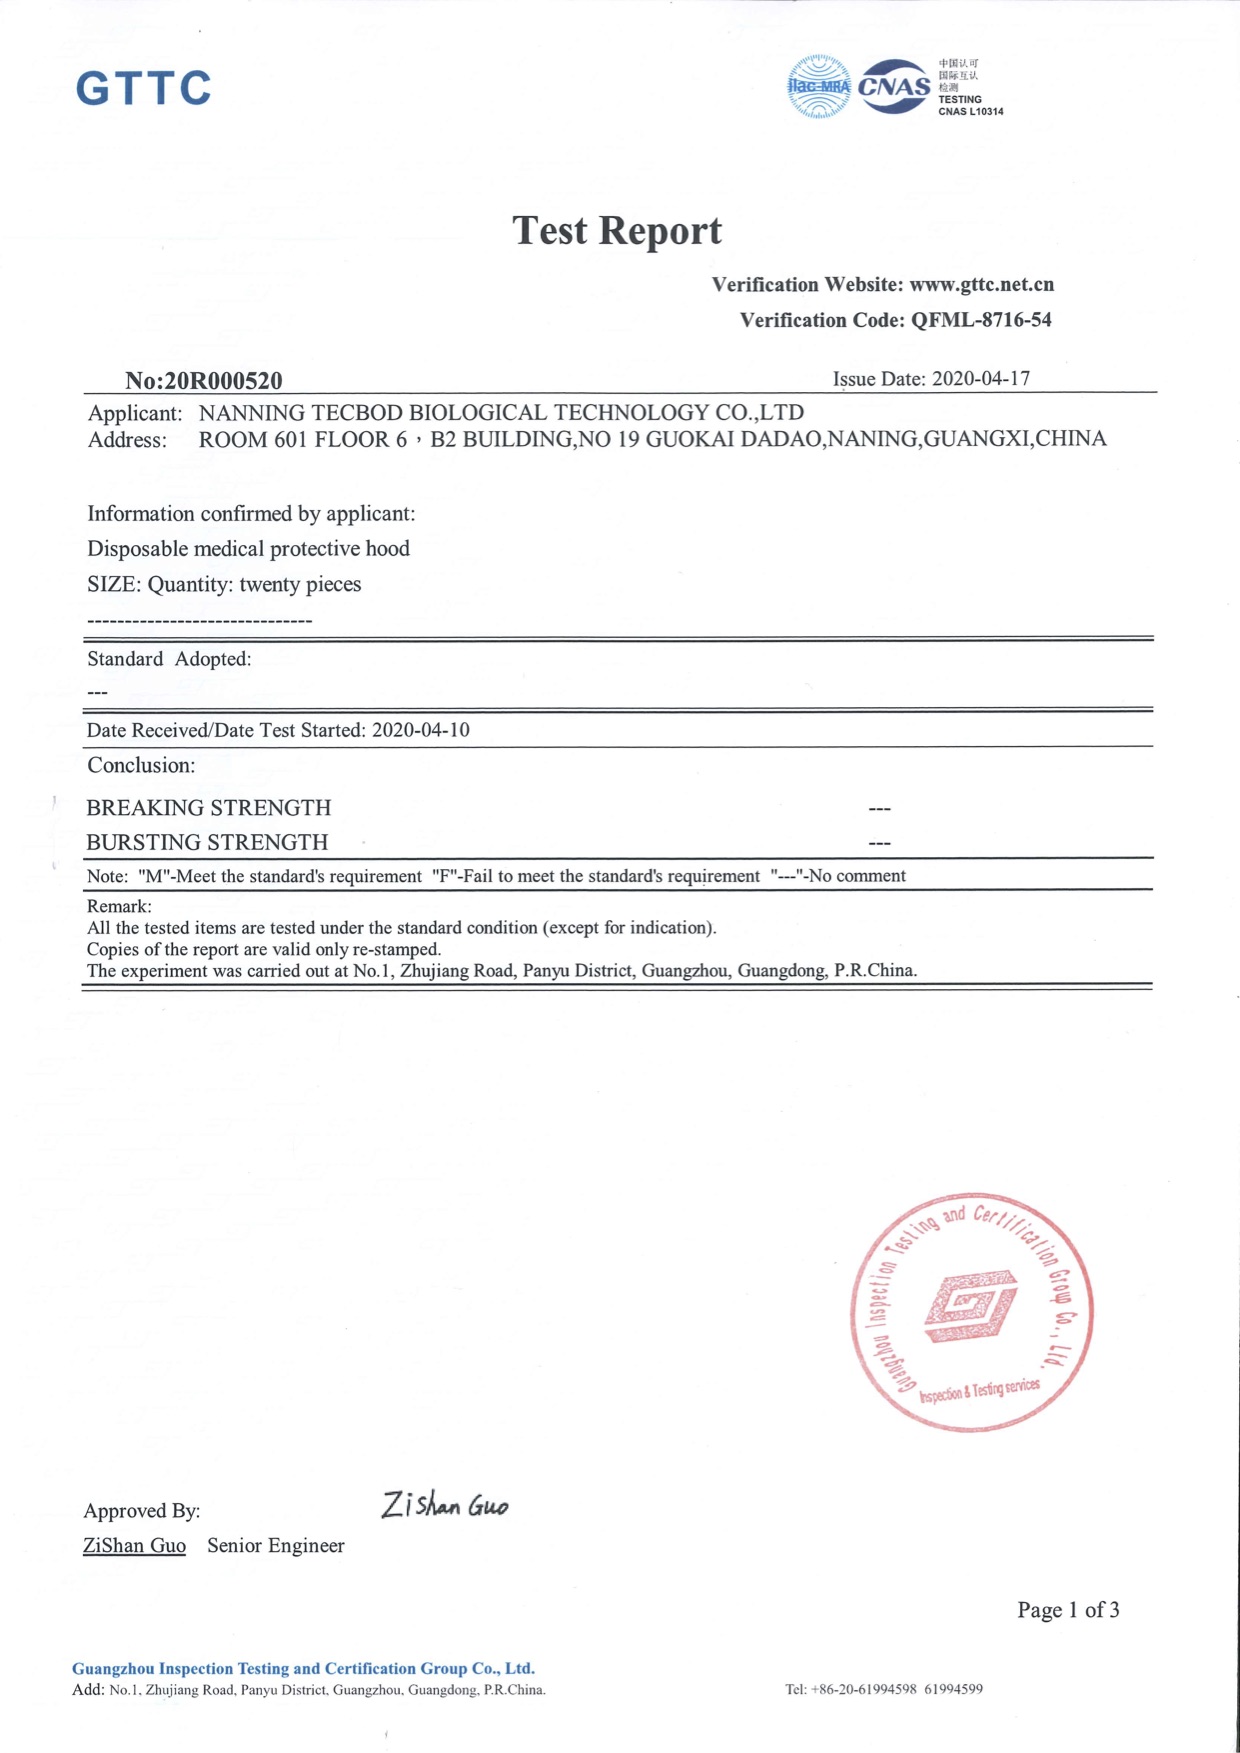 GTTC
ilac-MRA
CNAS
中国认可
国际互认
检测
TESTING
CNAS L10314
Test Report
Verification Website: www.gttc.net.cn
Verification Code: QFML-8716-54
No:20R000520 Issue Date: 2020-04-17
Applicant: NANNING TECBOD BIOLOGICAL TECHNOLOGY CO.,LTD
Address: ROOM 601 FLOOR 6，B2 BUILDING,NO 19 GUOKAI DADAO,NANING,GUANGXI,CHINA
Information confirmed by applicant:
Disposable medical protective hood
SIZE: Quantity: twenty pieces
------------------------------
Standard Adopted:
---
Date Received/Date Test Started: 2020-04-10
Conclusion:
BREAKING STRENGTH ---
BURSTING STRENGTH ---
Note: "M"-Meet the standard's requirement "F"-Fail to meet the standard's requirement "---"-No comment
Remark:
All the tested items are tested under the standard condition (except for indication).
Copies of the report are valid only re-stamped.
The experiment was carried out at No.1, Zhujiang Road, Panyu District, Guangzhou, Guangdong, P.R.China.
Guangzhou Inspection Testing and Certification Group Co., Ltd.
Inspection & Testing services
Approved By: Zishan Guo
ZiShan Guo Senior Engineer
Page 1 of 3
Guangzhou Inspection Testing and Certification Group Co., Ltd.
Add: No.1, Zhujiang Road, Panyu District, Guangzhou, Guangdong, P.R.China. Tel: +86-20-61994598 61994599